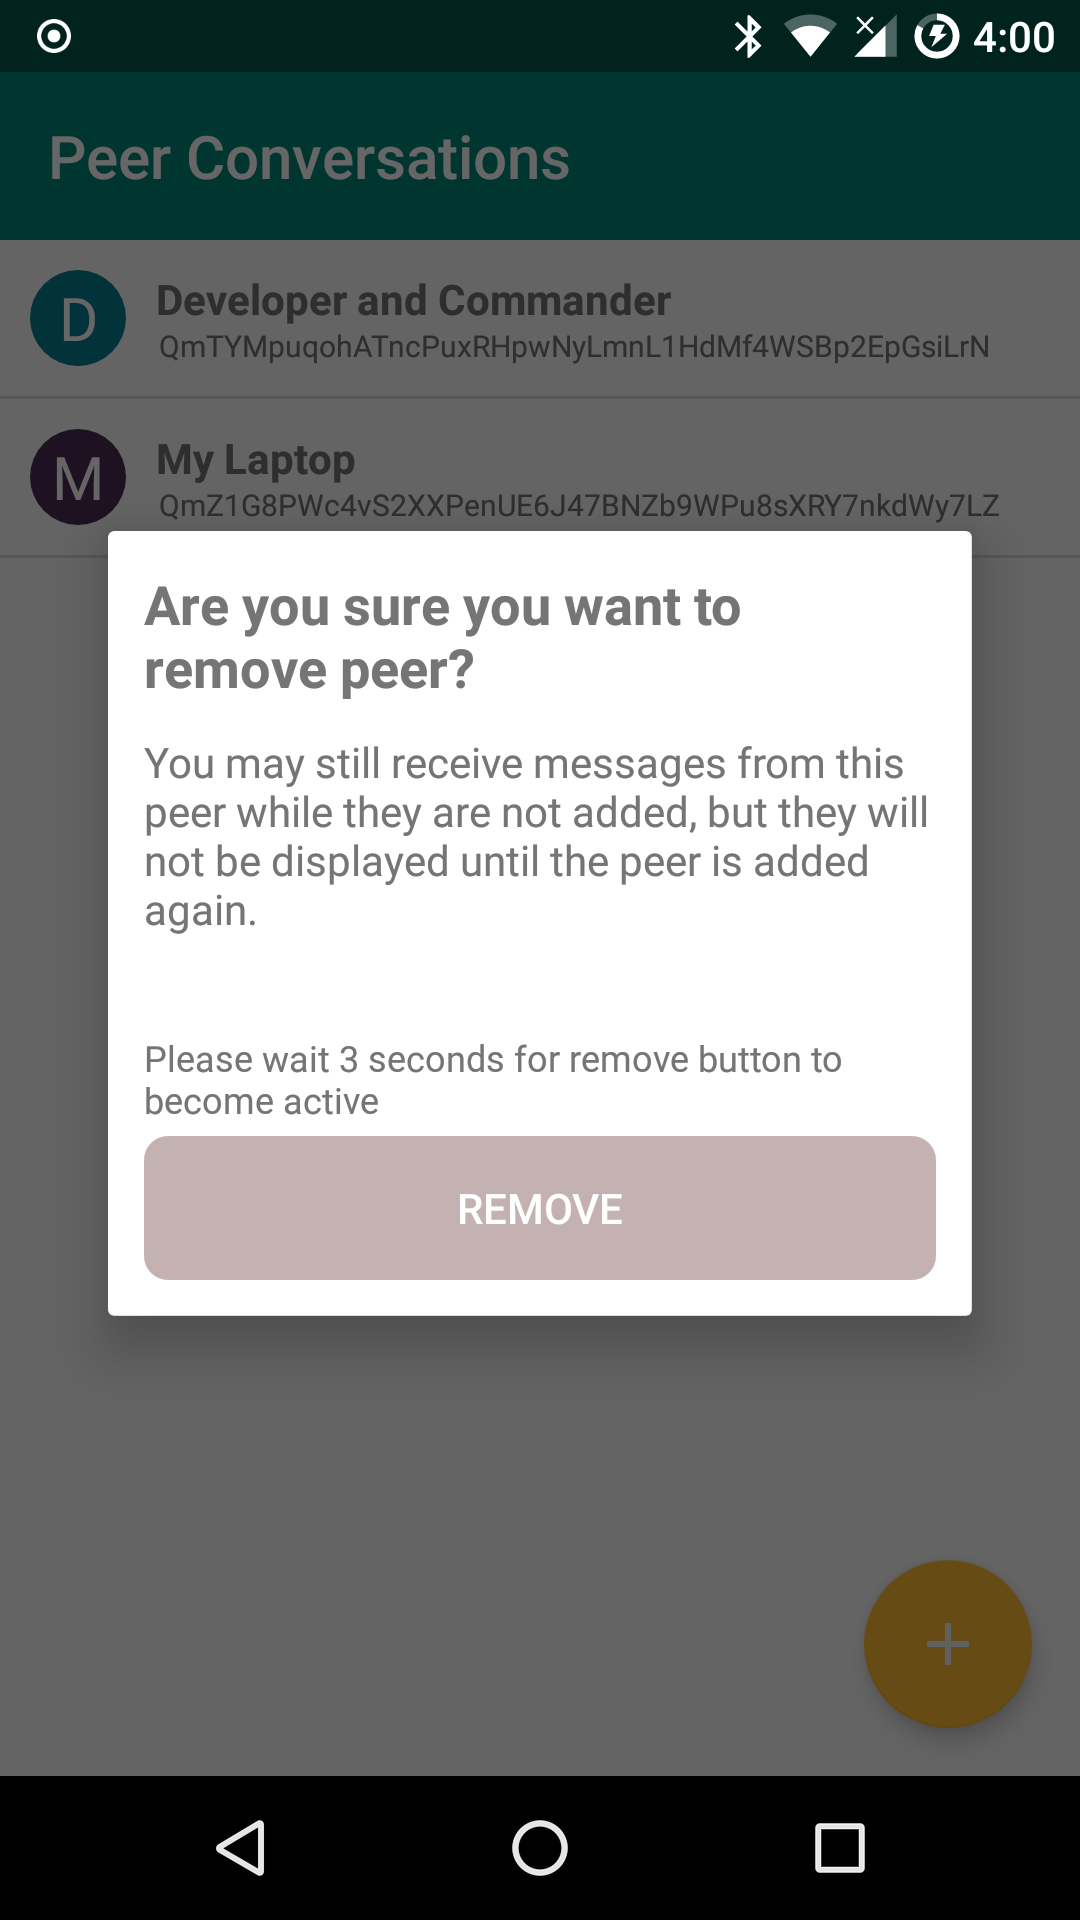 4:00
Peer Conversations
D
Developer and Commander
QmTYMpuqohATncPuxRHpwNyLmnL1HdMf4WSBp2EpGsiLrN
M
My Laptop
QmZ1G8PWc4vS2XXPenUE6J47BNZb9WPu8sXRY7nkdWy7LZ
Are you sure you want to
remove peer?
You may still receive messages from this
peer while they are not added, but they will
not be displayed until the peer is added
again.
Please wait 3 seconds for remove button to
become active
REMOVE